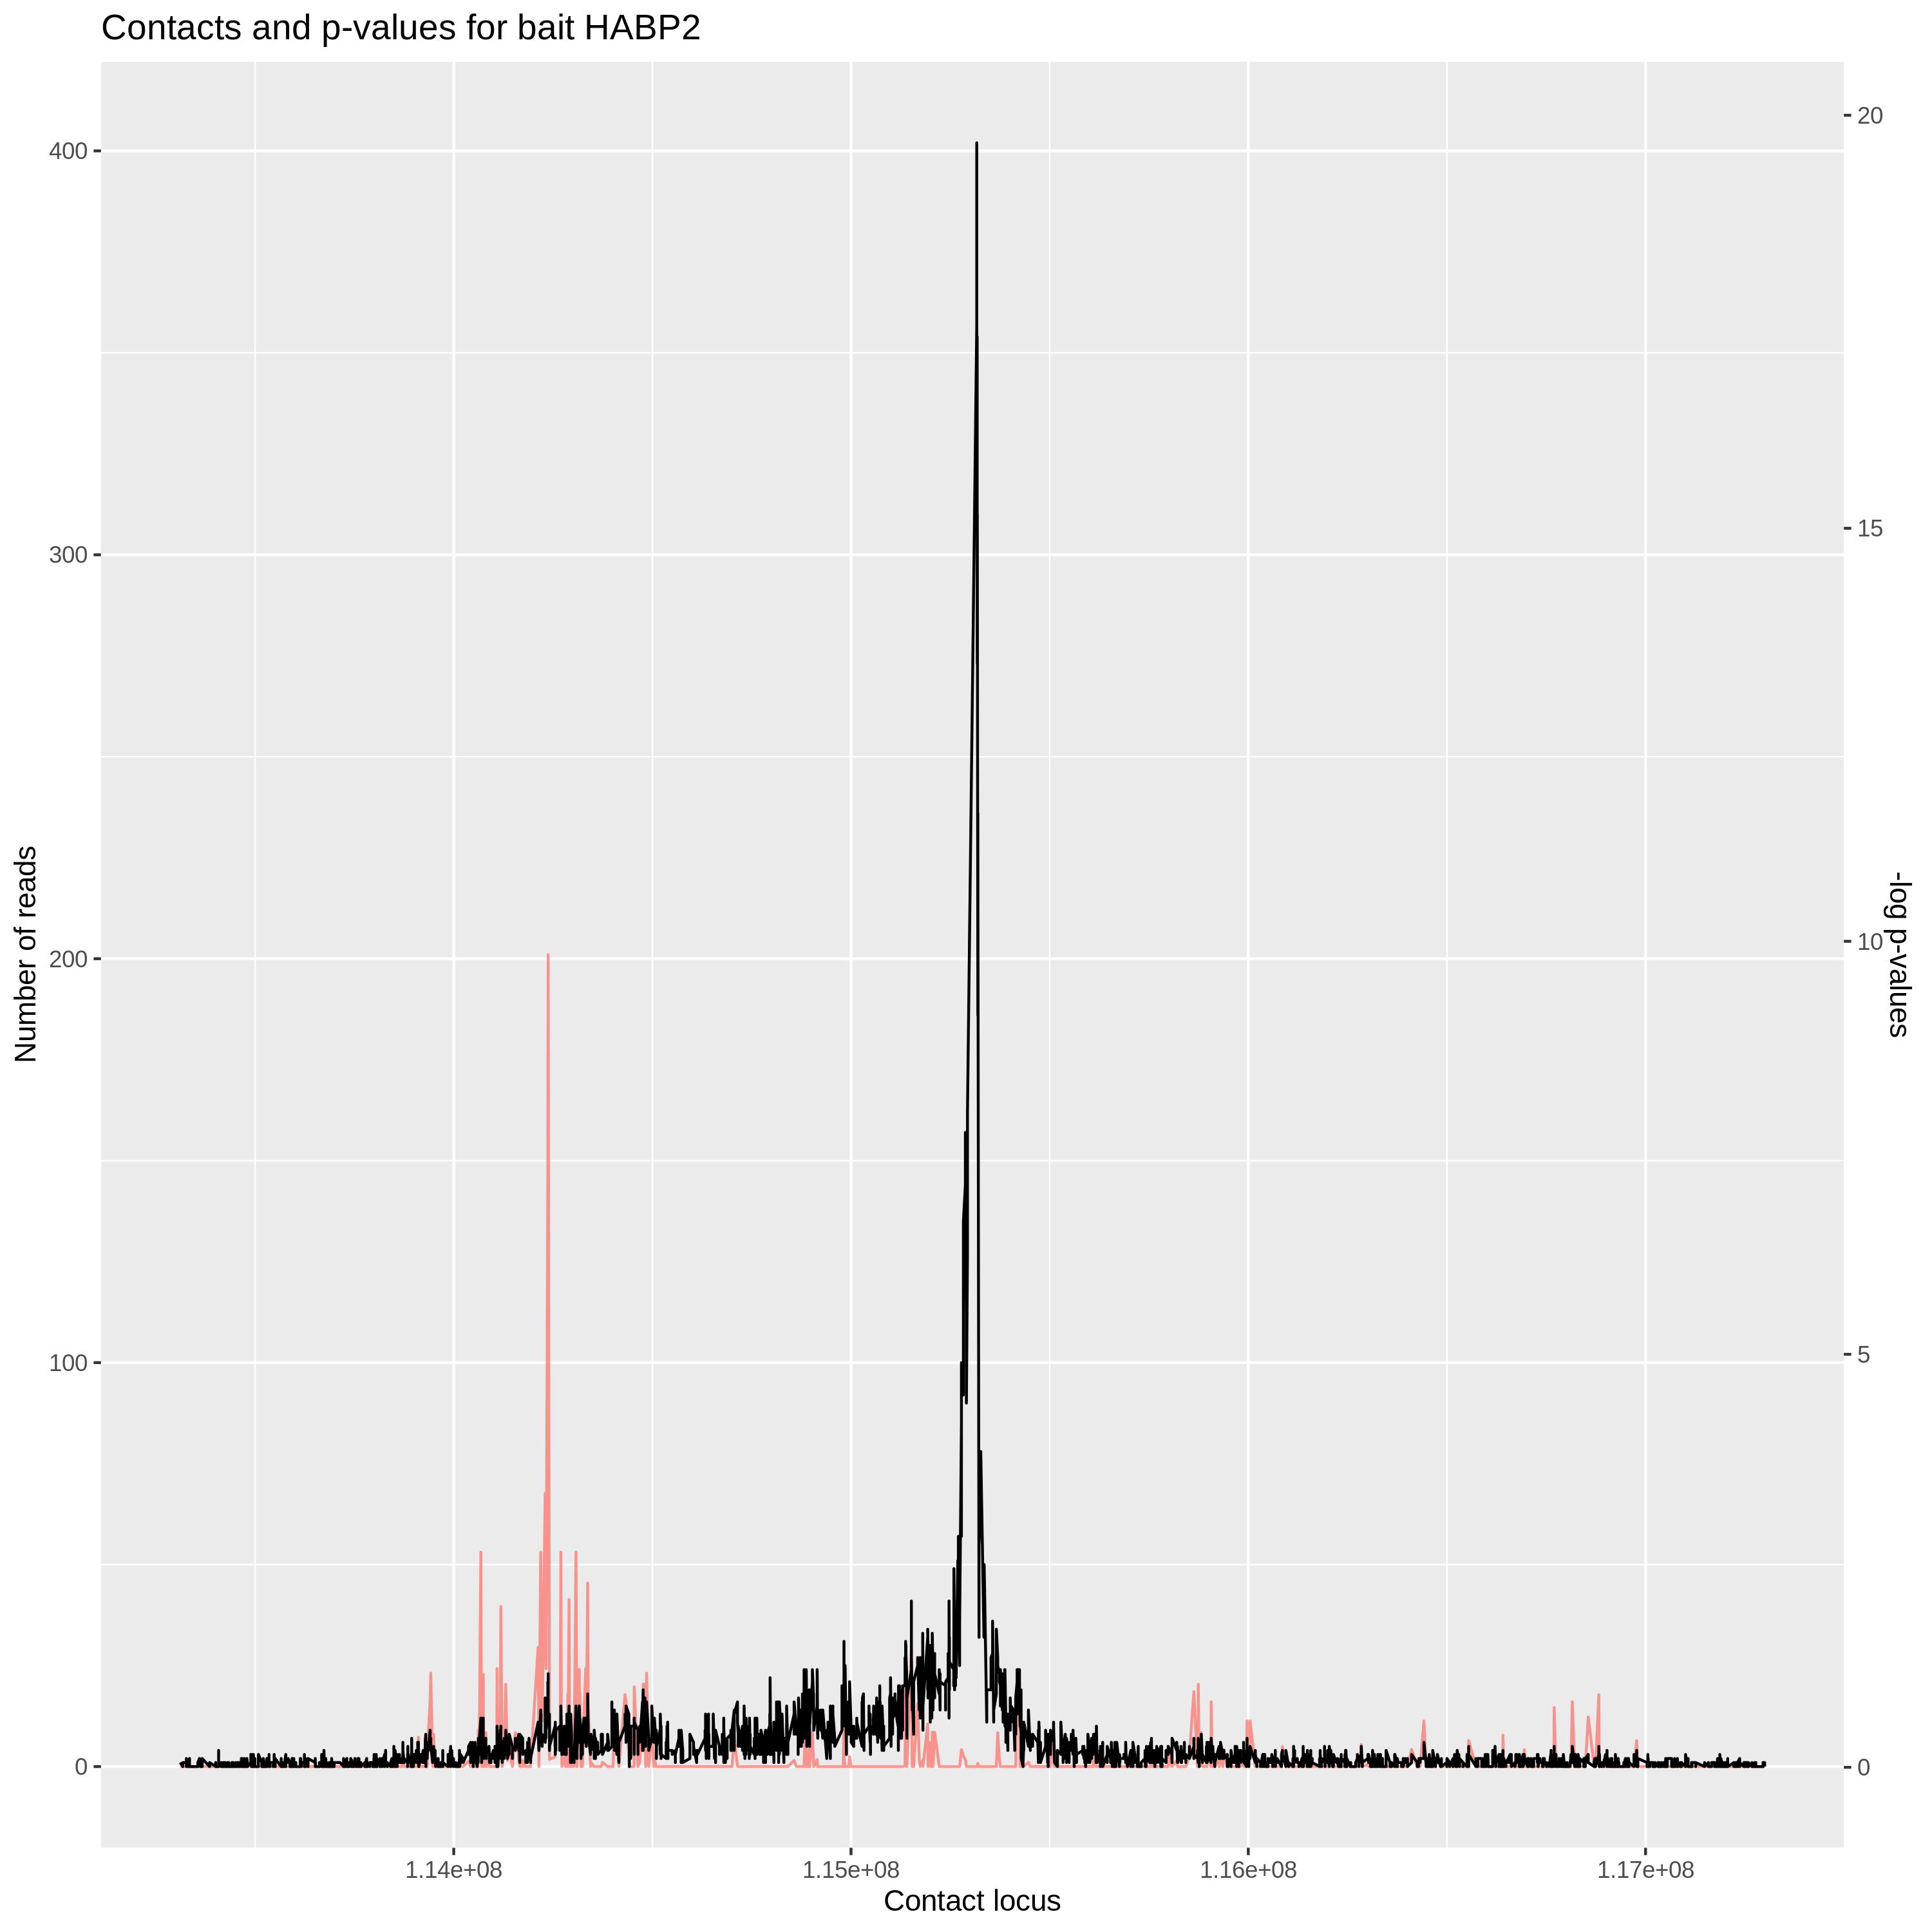 Contacts and p-values for bait HABP2
Number of reads
400
300
200
100
0
20
15
10
5
0
-log p-values
1.14e+08 1.15e+08 1.16e+08 1.17e+08
Contact locus